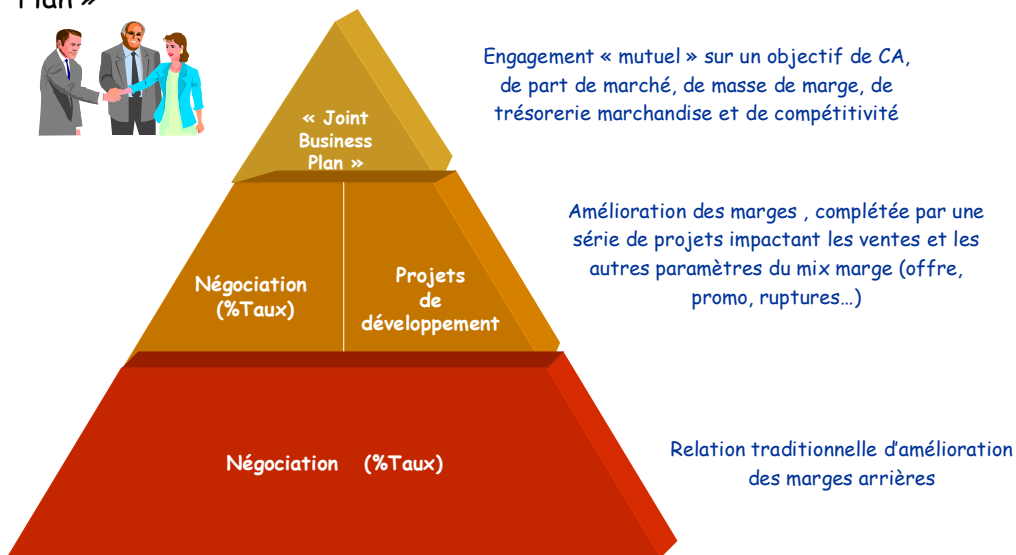 Plan »
Engagement « mutuel » sur un objectif de CA,
de part de marché, de masse de marge, de
trésorerie marchandise et de compétitivité
« Joint
Business
Plan »
Amélioration des marges , complétée par une
série de projets impactant les ventes et les
autres paramètres du mix marge (offre,
promo, ruptures…)
Négociation
(%Taux)
Projets
de
développement
Négociation (%Taux)
Relation traditionnelle d'amélioration
des marges arrières